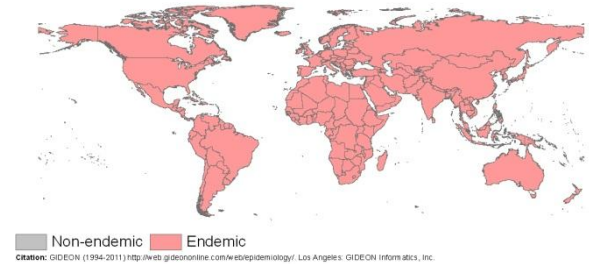 Non-endemic Endemic
Citation: GIDEON (1994-2011) http://web.gideononline.com/web/epidemiology/. Los Angeles: GIDEON Informatics, Inc.